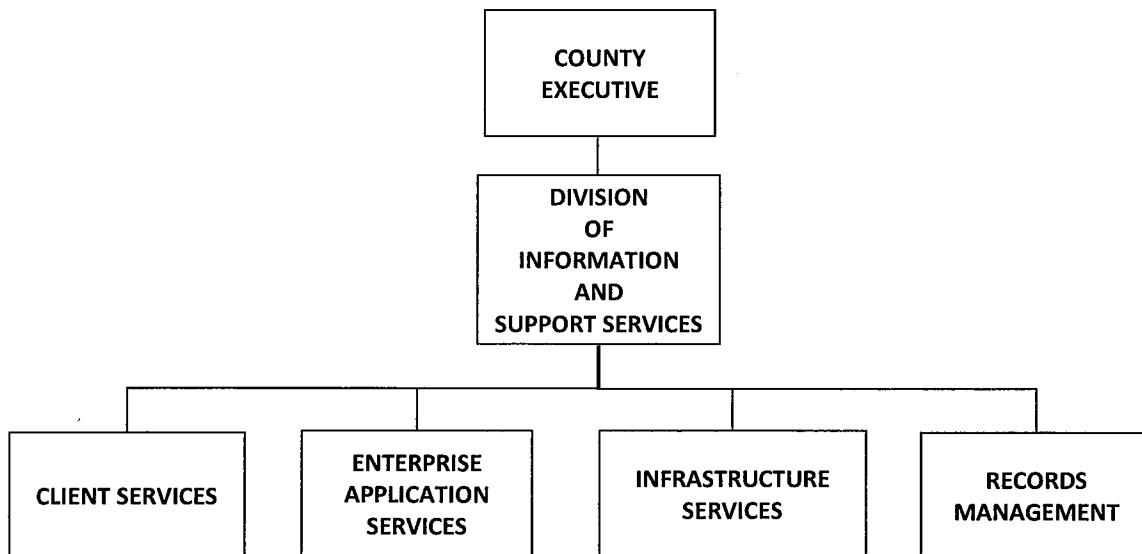 COUNTY
EXECUTIVE
DIVISION
OF
INFORMATION
AND
SUPPORT SERVICES
CLIENT SERVICES
ENTERPRISE
APPLICATION
SERVICES
INFRASTRUCTURE
SERVICES
RECORDS
MANAGEMENT